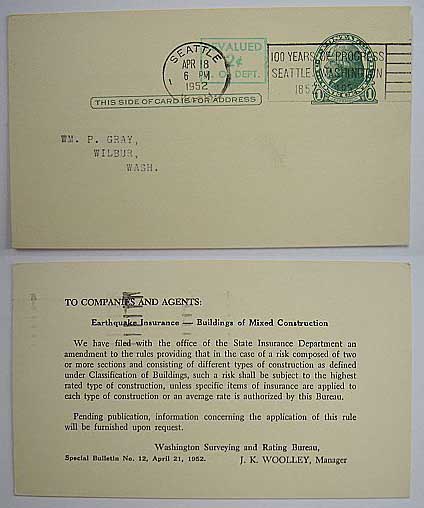 SEATTLE
APR 18
6 PM
1952
REVALUED
2¢
P. O. DEPT.
100 YEARS OF PROGRESS
SEATTLE, WASHINGTON
THIS SIDE OF CARD IS FOR ADDRESS
WM. P. GRAY,
WILBUR,
WASH.
TO COMPANIES AND AGENTS:
Earthquake Insurance — Buildings of Mixed Construction
We have filed with the office of the State Insurance Department an
amendment to the rules providing that in the case of a risk composed of two
or more sections and consisting of different types of construction as defined
under Classification of Buildings, such a risk shall be subject to the highest
rated type of construction, unless specific items of insurance are applied to
each type of construction or an average rate is authorized by this Bureau.
Pending publication, information concerning the application of this rule
will be furnished upon request.
Washington Surveying and Rating Bureau,
Special Bulletin No. 12, April 21, 1952. J. K. WOOLLEY, Manager